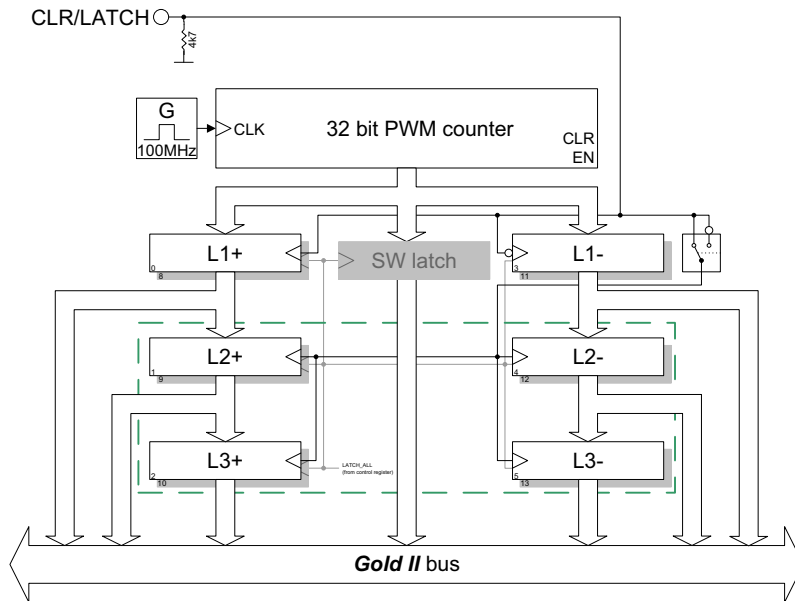 CLR/LATCH
4k7
G
100MHz
CLK
32 bit PWM counter
CLR
EN
L1+
0
8
SW latch
L1-
3
11
L2+
1
9
L2-
4
12
L3+
2
10
LATCH_ALL
(from control register)
L3-
5
13
Gold II bus